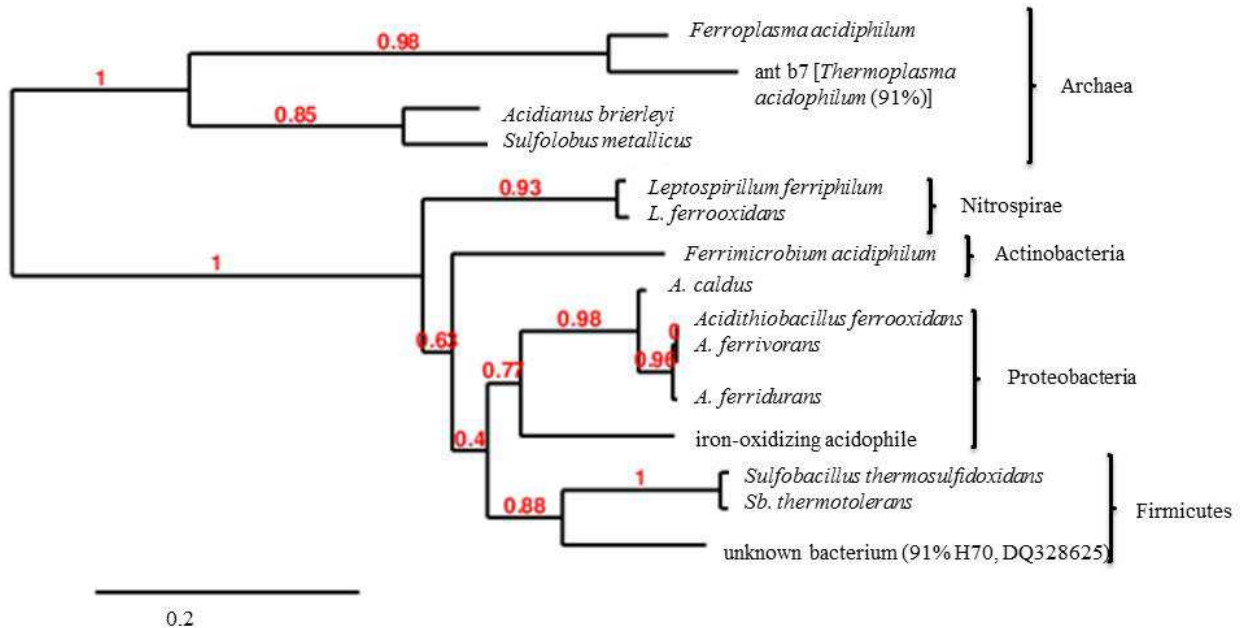 Ferroplasma acidiphilum
0.98
ant b7 [Thermoplasma
acidophilum (91%)]
1
Archaea
Acidianus brierleyi
0.85
Sulfolobus metallicus
Leptospirillum ferriphilum
0.93
L. ferrooxidans
Nitrospirae
Ferrimicrobium acidiphilum
Actinobacteria
1
A. caldus
0.98
Acidithiobacillus ferrooxidans
0
A. ferrivorans
0.63
0.96
0.77
Proteobacteria
A. ferridurans
0.4
iron-oxidizing acidophile
Sulfobacillus thermosulfidoxidans
1
Sb. thermotolerans
0.88
Firmicutes
unknown bacterium (91% H70, DQ328625)
0.2